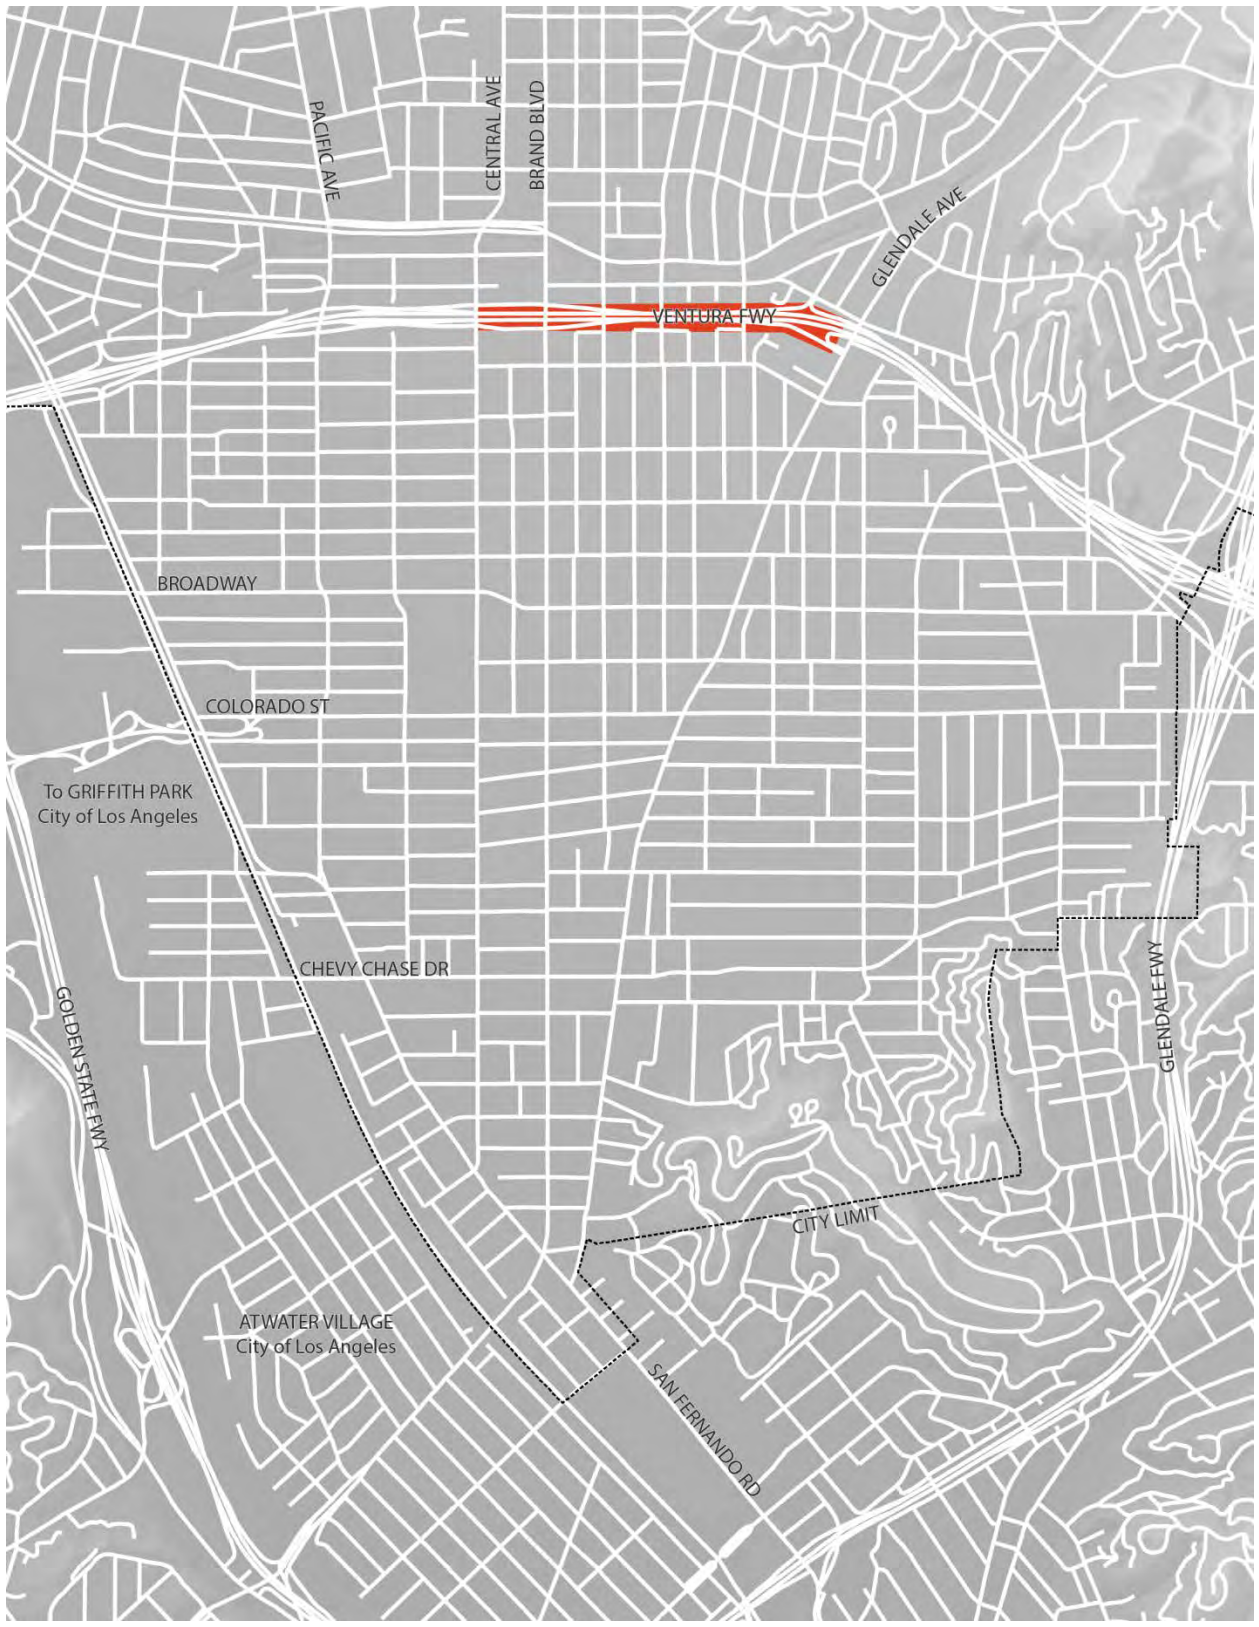 CENTRAL AVE
BRAND BLVD
PACIFIC AVE
GLENDALE AVE
VENTURA FWY
BROADWAY
COLORADO ST
To GRIFFITH PARK
City of Los Angeles
CHEVY CHASE DR
GLENDALE FWY
GOLDEN STATE FWY
CITY LIMIT
ATWATER VILLAGE
City of Los Angeles
SAN FERNANDO RD